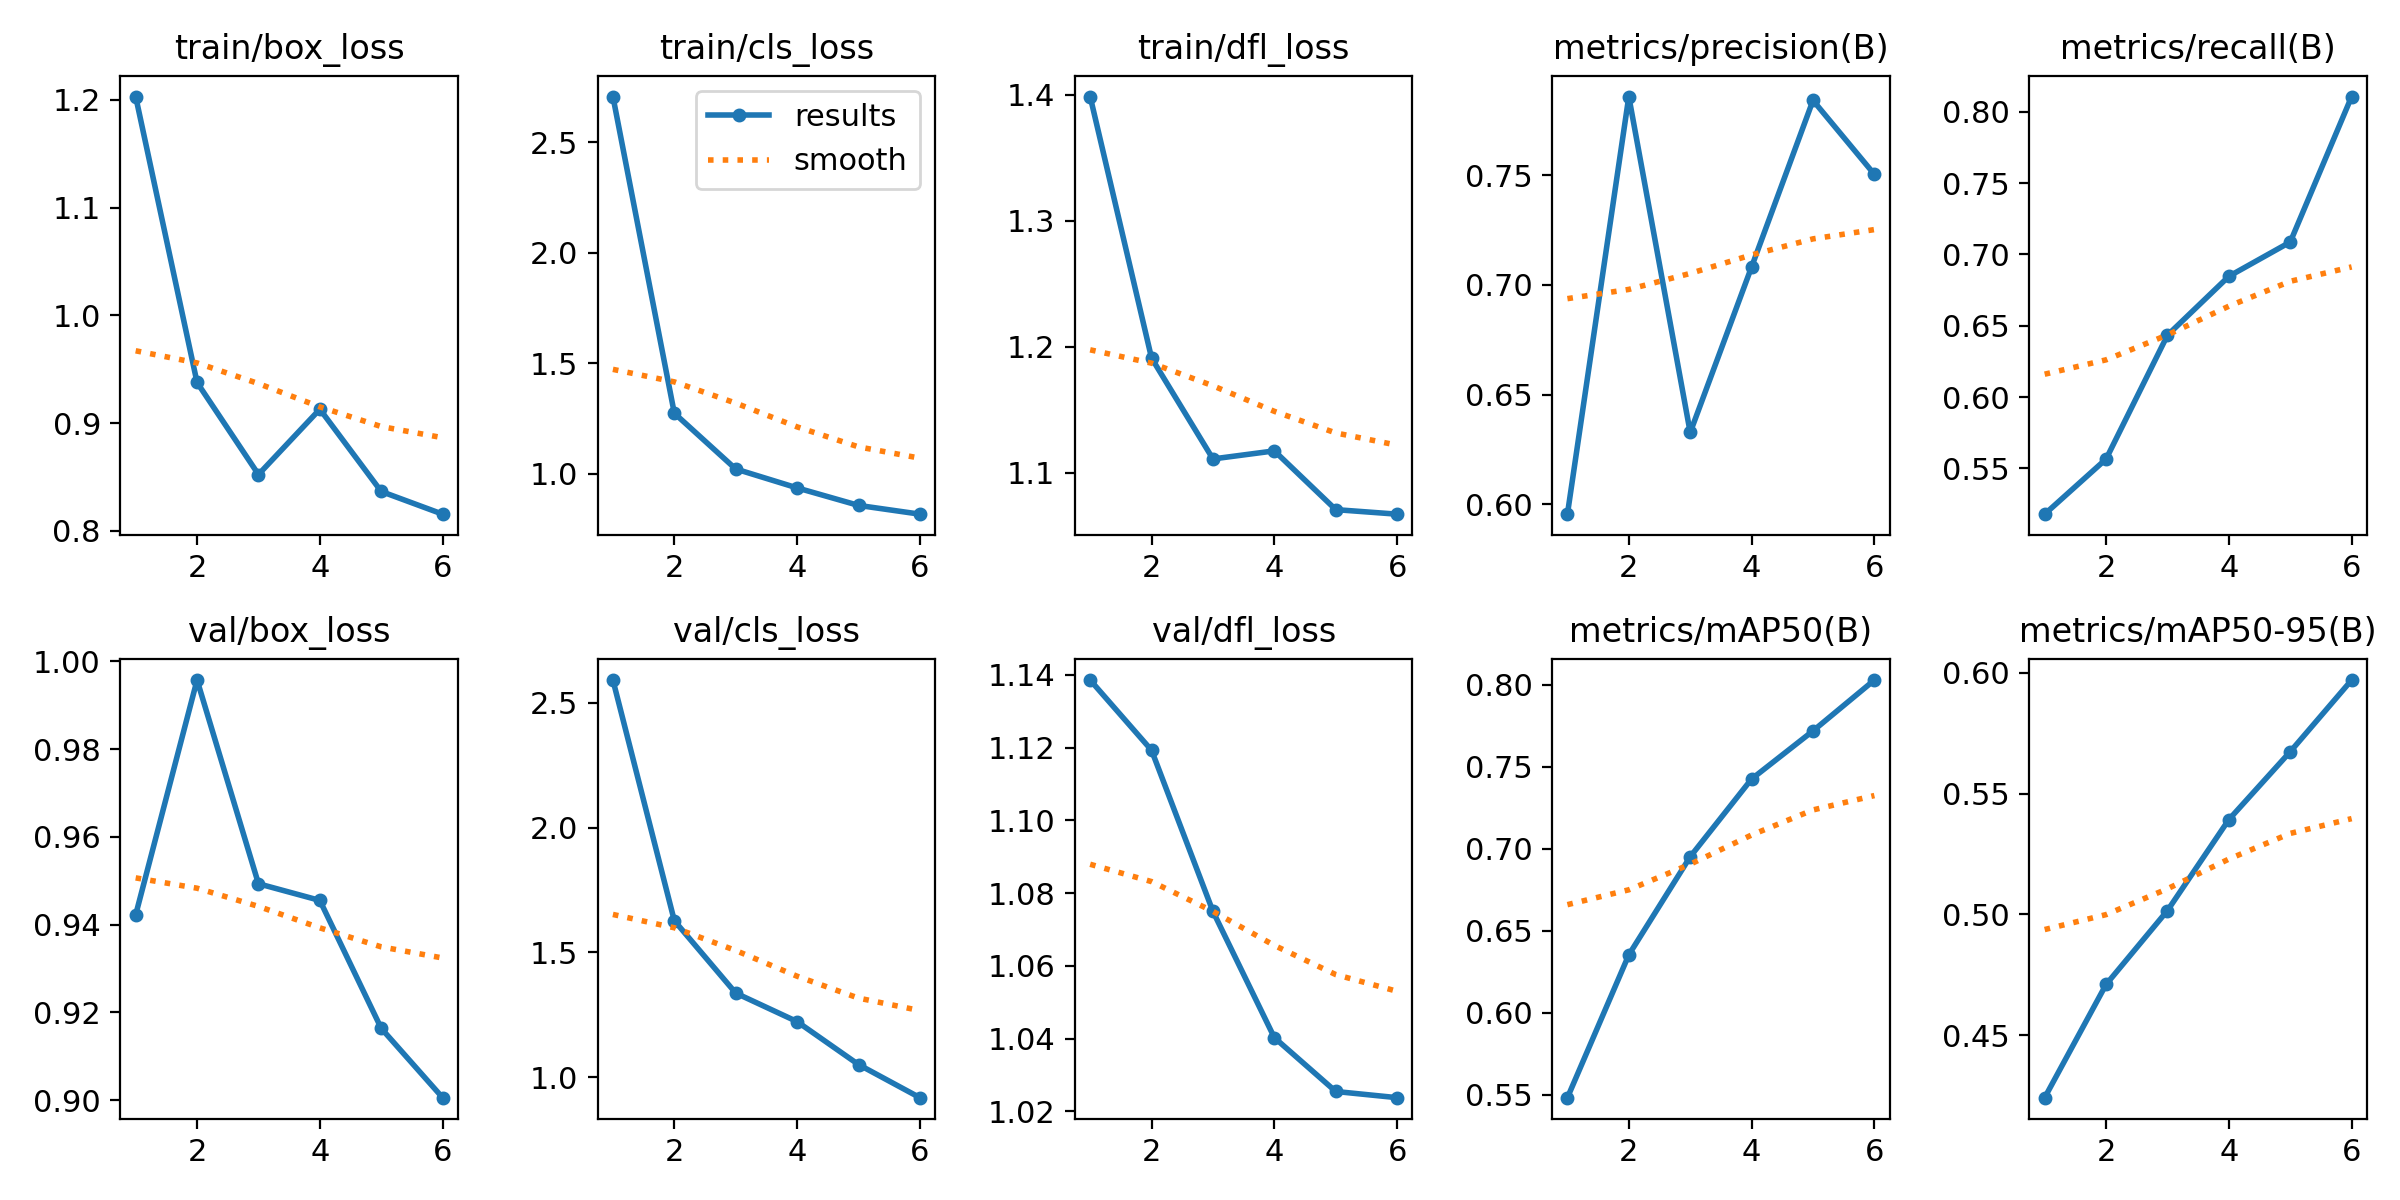 train/box_loss
train/cls_loss
train/dfl_loss
metrics/precision(B)
metrics/recall(B)
1.2
1.1
1.0
0.9
0.8
2 4 6
2.5
2.0
1.5
1.0
results
smooth
2 4 6
1.4
1.3
1.2
1.1
2 4 6
0.75
0.70
0.65
0.60
2 4 6
0.80
0.75
0.70
0.65
0.60
0.55
2 4 6
val/box_loss
val/cls_loss
val/dfl_loss
metrics/mAP50(B)
metrics/mAP50-95(B)
1.00
0.98
0.96
0.94
0.92
0.90
2 4 6
2.5
2.0
1.5
1.0
2 4 6
1.14
1.12
1.10
1.08
1.06
1.04
1.02
2 4 6
0.80
0.75
0.70
0.65
0.60
0.55
2 4 6
0.60
0.55
0.50
0.45
2 4 6